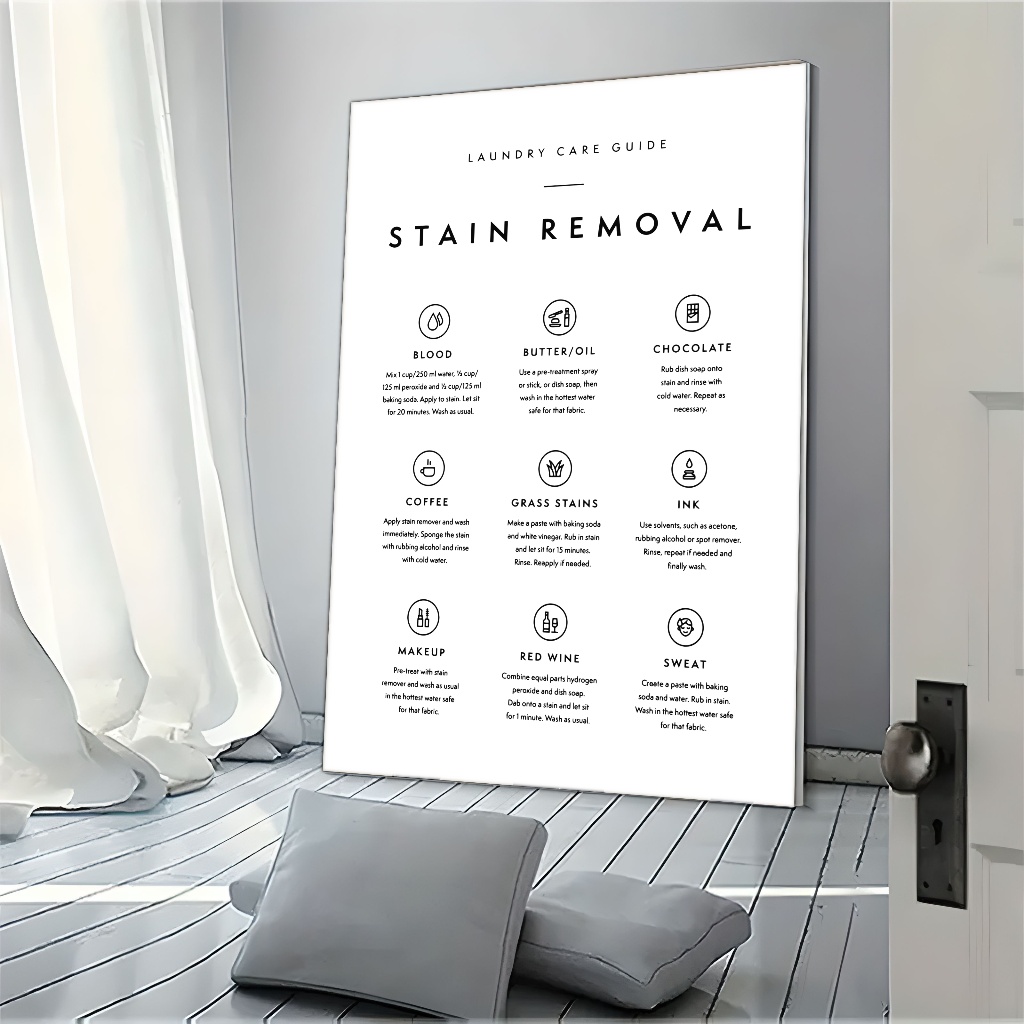 LAUNDRY CARE GUIDE
STAIN REMOVAL
BLOOD
Mix 1 cup/250 ml water, ½ cup/
125 ml peroxide and ½ cup/125 ml
baking soda. Apply to stain. Let sit
for 20 minutes. Wash as usual.
BUTTER/OIL
Use a pre-treatment spray
or stick, or dish soap, then
wash in the hottest water
safe for that fabric.
CHOCOLATE
Rub dish soap onto
stain and rinse with
cold water. Repeat as
necessary.
COFFEE
Apply stain remover and wash
immediately. Sponge the stain
with rubbing alcohol and rinse
with cold water.
GRASS STAINS
Make a paste with baking soda
and white vinegar. Rub in stain
and let sit for 15 minutes.
Rinse. Reapply if needed.
INK
Use solvents, such as acetone,
rubbing alcohol or spot remover.
Rinse, repeat if needed and
finally wash.
MAKEUP
Pre-treat with stain
remover and wash as usual
in the hottest water safe
for that fabric.
RED WINE
Combine equal parts hydrogen
peroxide and dish soap.
Dab onto a stain and let sit
for 1 minute. Wash as usual.
SWEAT
Create a paste with baking
soda and water. Rub in stain.
Wash in the hottest water safe
for that fabric.